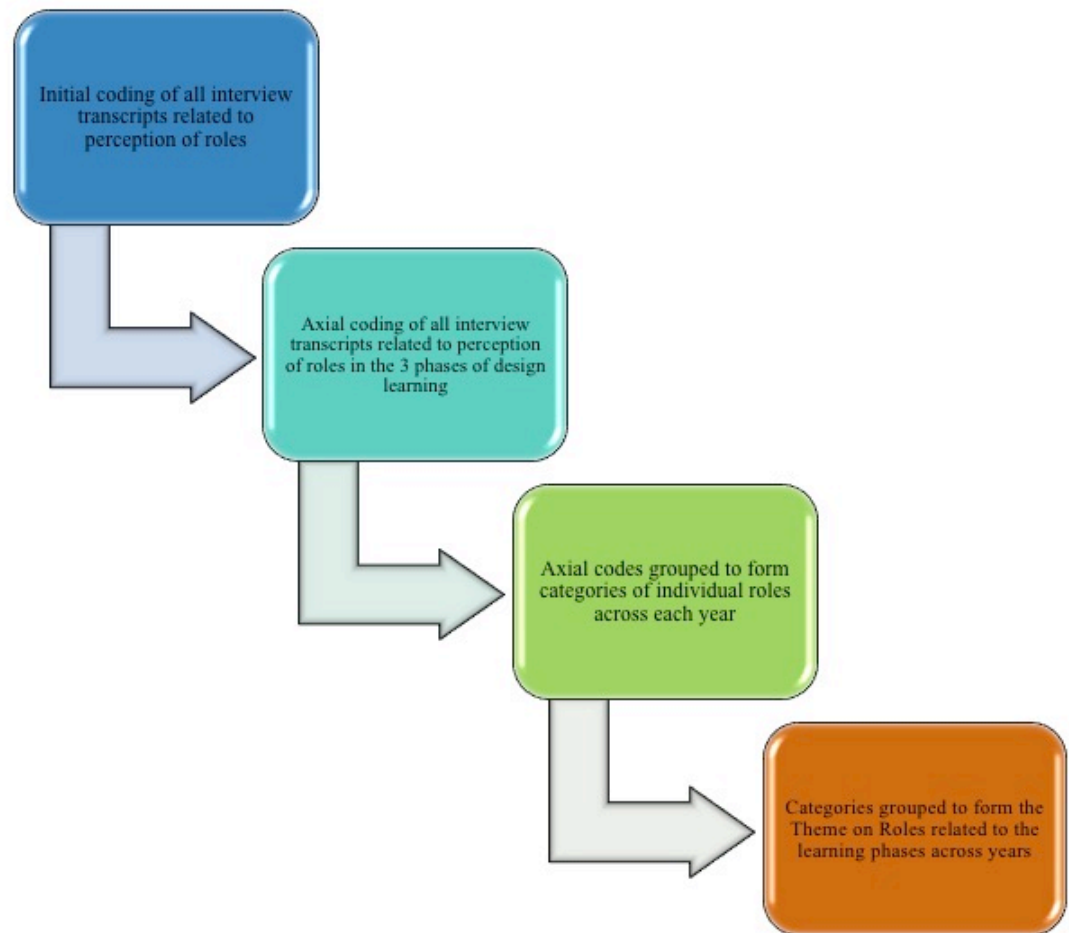 Initial coding of all interview
transcripts related to
perception of roles
Axial coding of all interview
transcripts related to perception
of roles in the 3 phases of design
learning
Axial codes grouped to form
categories of individual roles
across each year
Categories grouped to form the
Theme on Roles related to the
learning phases across years